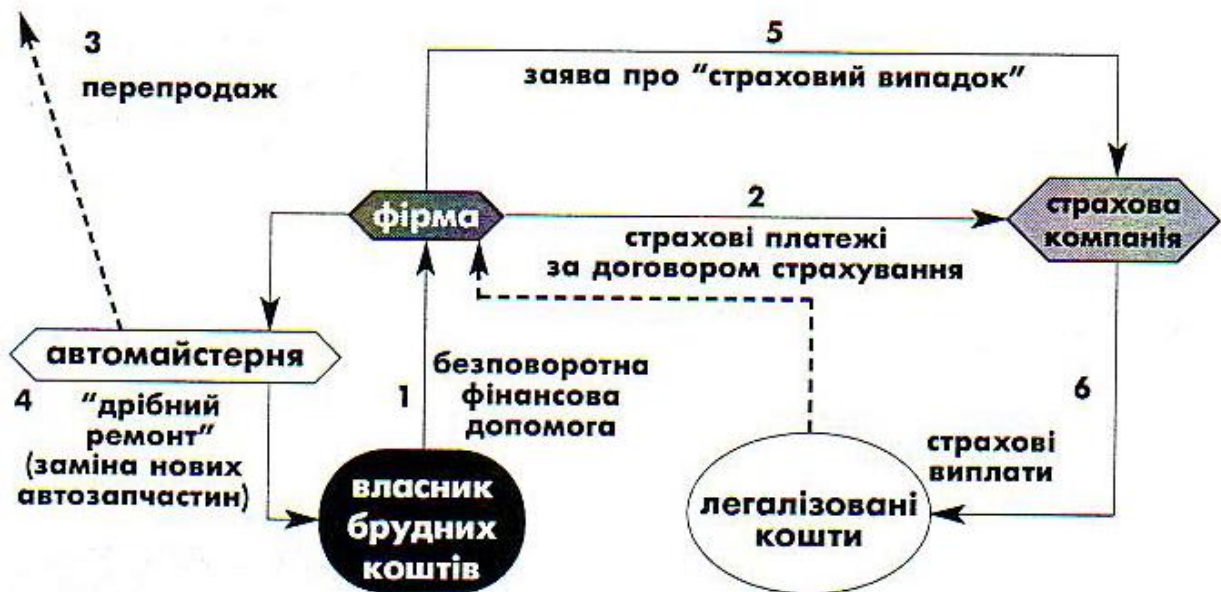 3
перепродаж
5
заява про “страховий випадок”
фірма
2
страхові платежі
за договором страхування
страхова
компанія
автомайстерня
4
“дрібний
ремонт”
(заміна нових
автозапчастин)
1
безповоротна
фінансова
допомога
6
страхові
виплати
власник
брудних
коштів
легалізовані
кошти